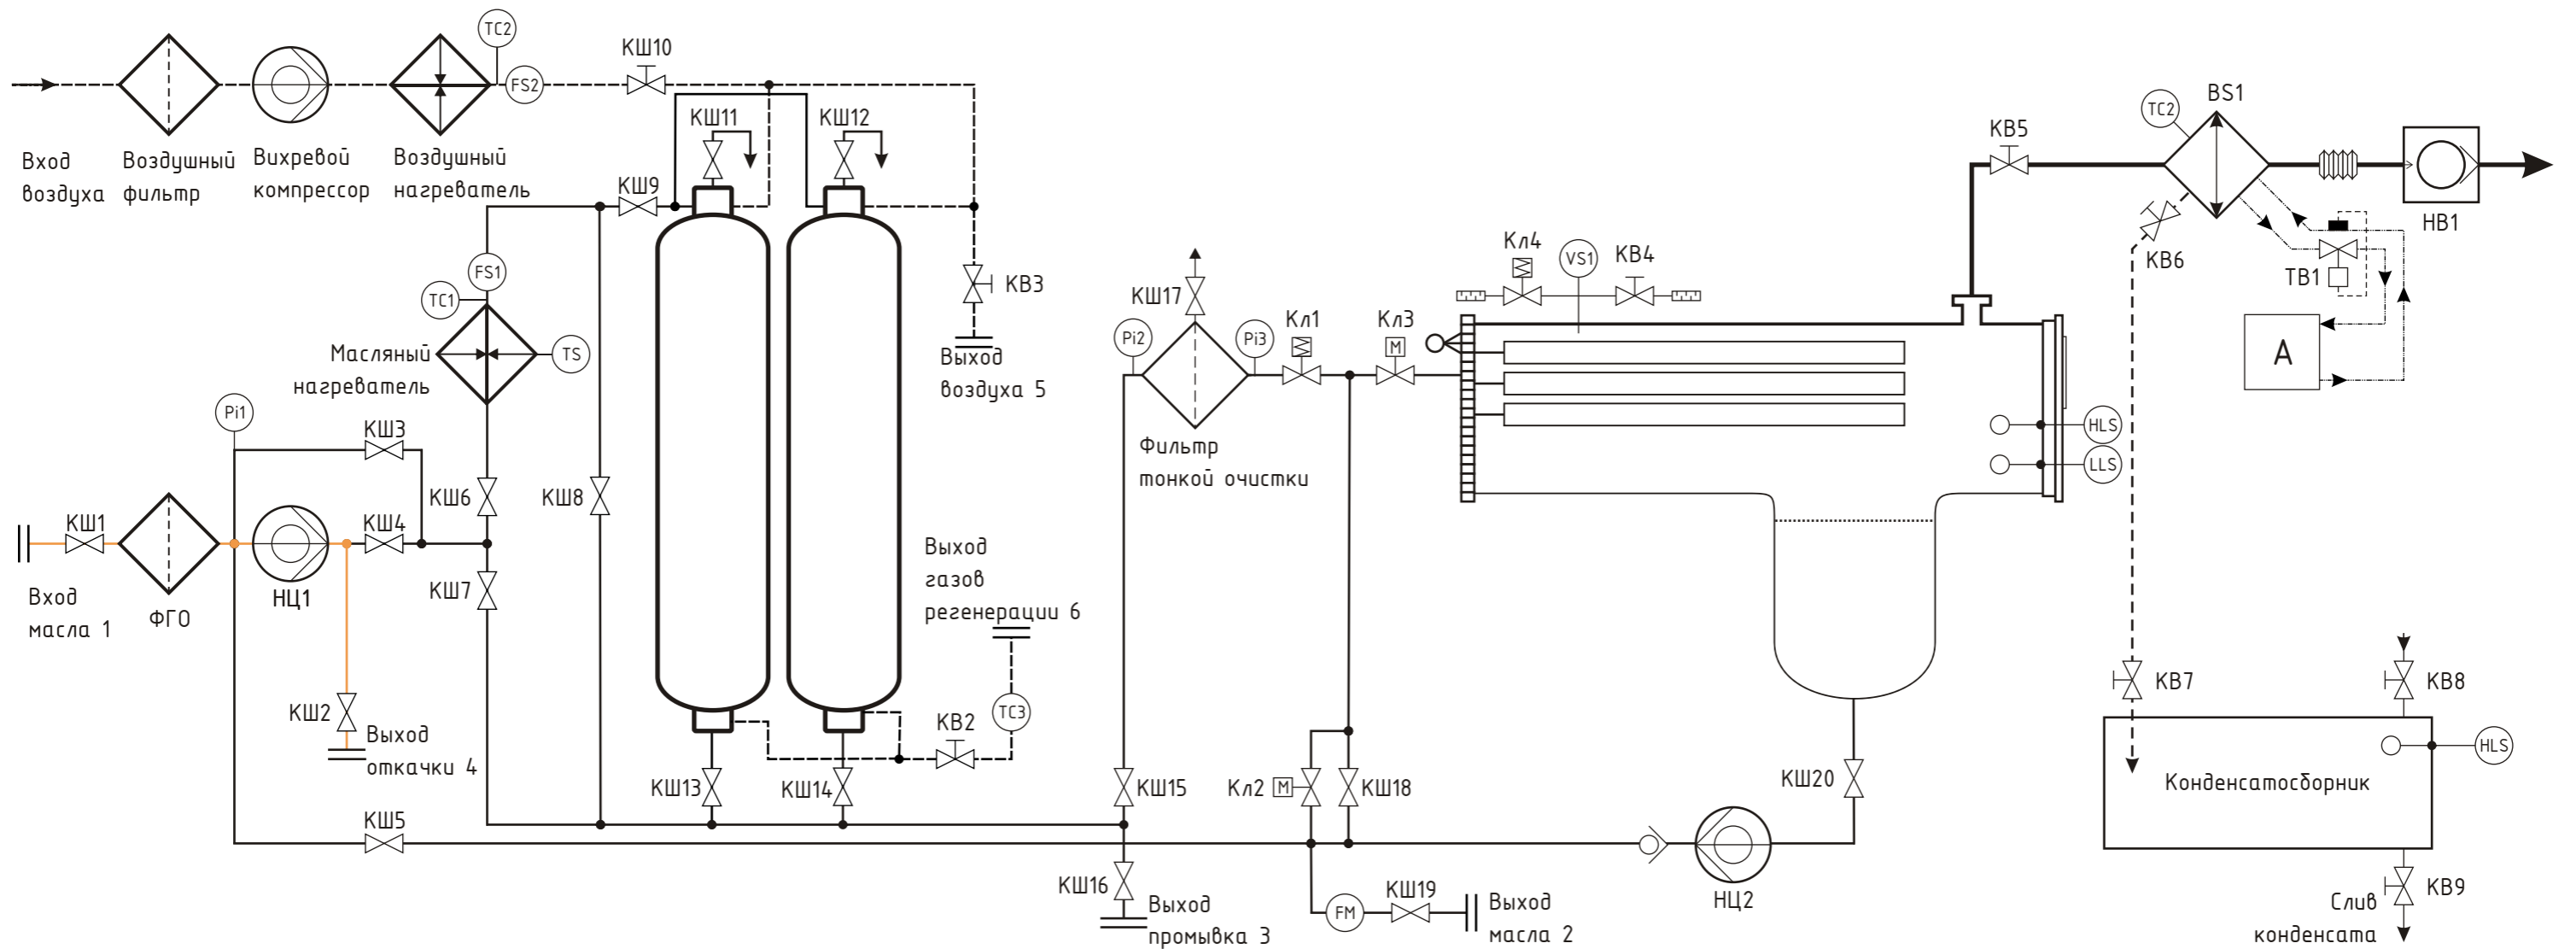 TC2
КШ10
FS2
Вход
воздуха
Воздушный
фильтр
Вихревой
компрессор
Воздушный
нагреватель
КШ11
КШ12
КШ9
FS1
TC1
TS
Масляный
нагреватель
Pi1
КШ3
КШ6
КШ8
КШ1
КШ4
КШ7
Вход
масла 1
ФГО
НЦ1
КШ2
Выход
откачки 4
КШ5
КШ13
КШ14
КВ3
Выход
воздуха 5
Выход
газов
регенерации 6
TC3
КВ2
КШ15
КШ16
Выход
промывка 3
КШ17
Pi2
Pi3
Фильтр
тонкой очистки
Кл1
Кл3
M
Кл4
VS1
КВ4
Кл2
M
КШ18
FM
КШ19
Выход
масла 2
НЦ2
КШ20
HLS
LLS
КВ5
TC2
BS1
КВ6
НВ1
ТВ1
А
КВ7
КВ8
HLS
Конденсатосборник
КВ9
Слив
конденсата